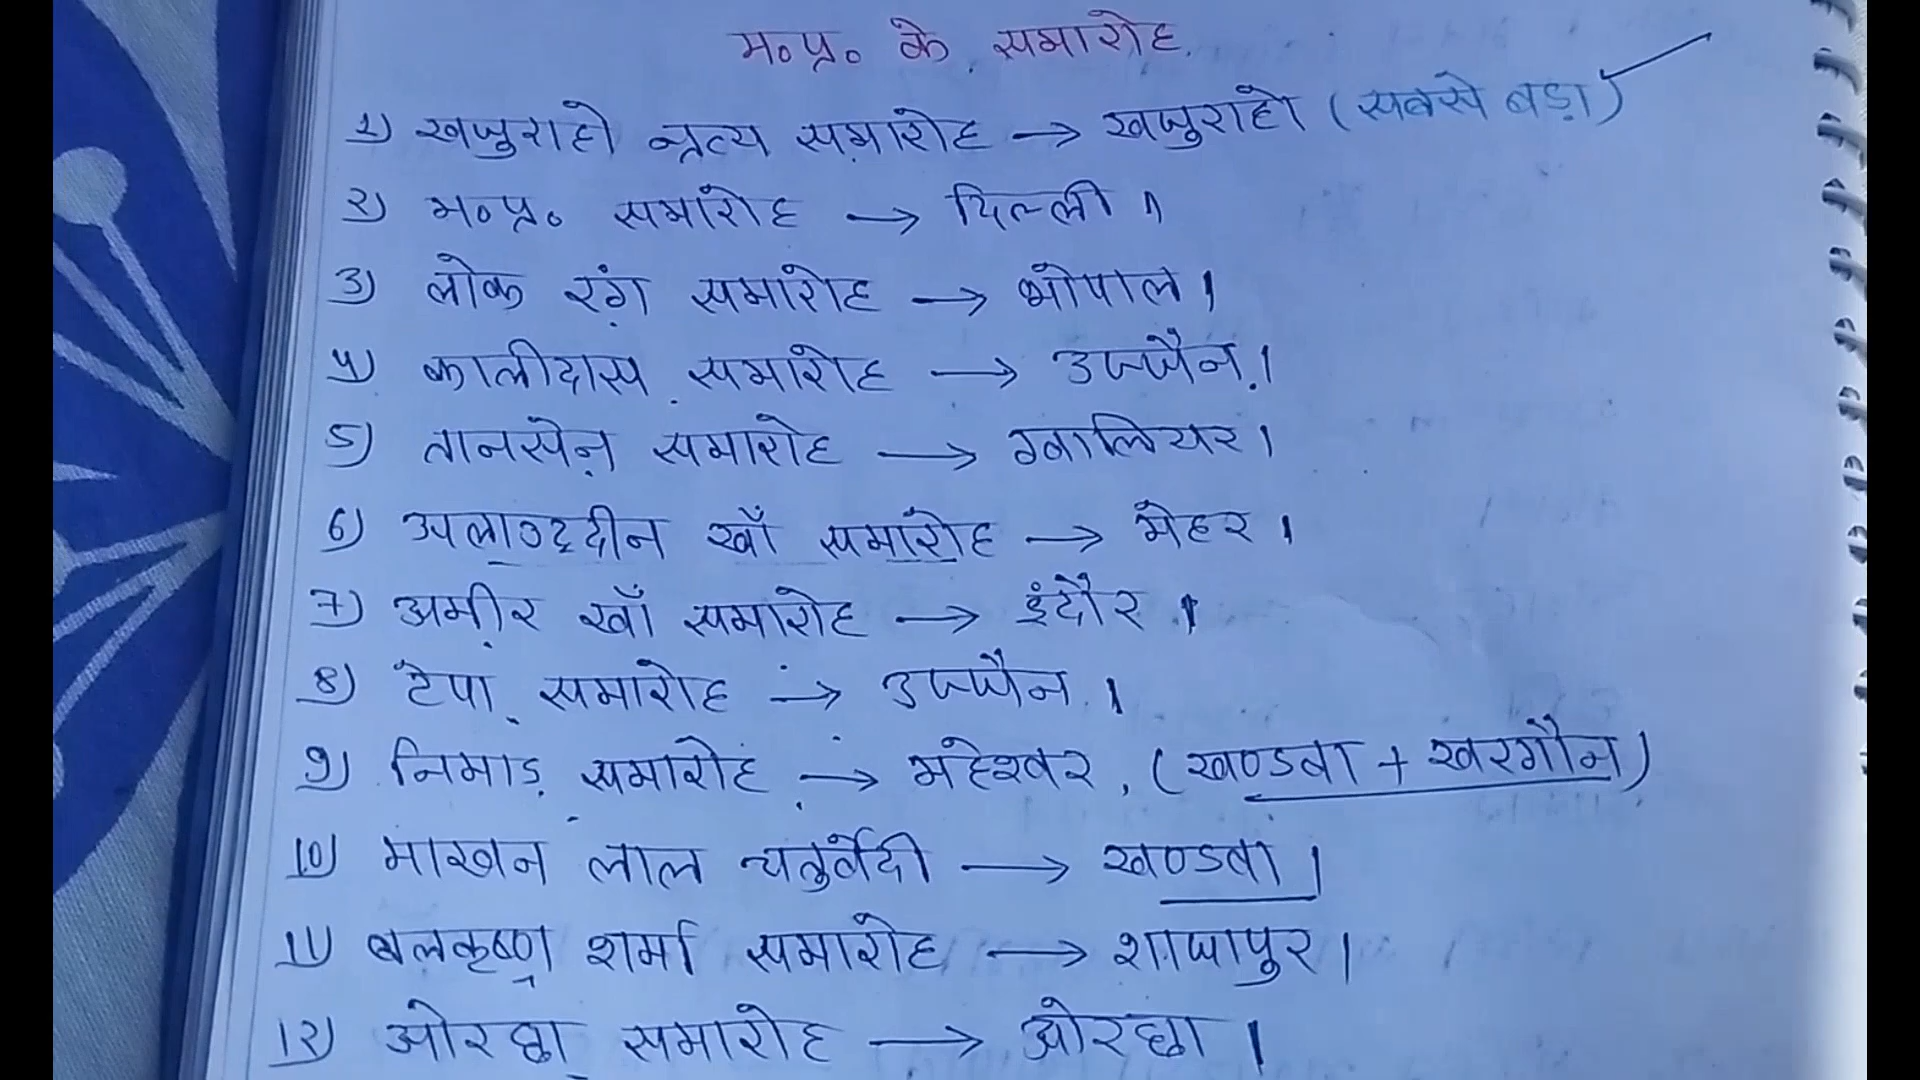 म०प्र० के समारोह
1) खजुराहो न्रत्य समारोह → खजुराहो (सबसे बड़ा)
2) म०प्र० समारोह → दिल्ली।
3) लोक रंग समारोह → भोपाल।
4) कालीदास समारोह → उज्जैन।
5) तानसेन समारोह → ग्वालियर।
6) अलाउद्दीन खाँ समारोह → मैहर।
7) अमीर खाँ समारोह → इंदौर।
8) टेपा समारोह → उज्जैन।
9) निमाड़ समारोह → महेश्वर, (खण्डवा + खरगौन)
10) माखन लाल चतुर्वेदी → खण्डवा।
11) बालकृष्ण शर्मा समारोह → शाजापुर।
12) ओरछा समारोह → ओरछा।